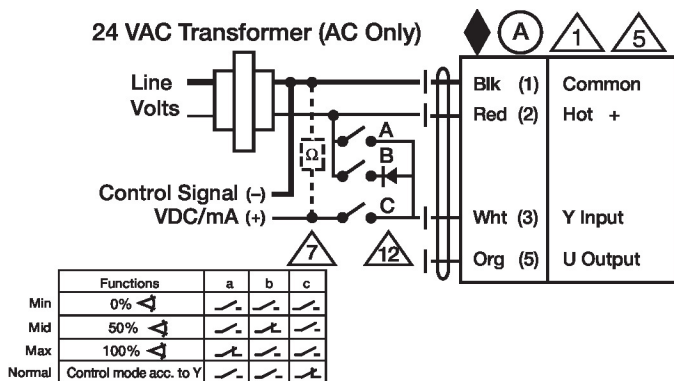 24 VAC Transformer (AC Only)
A
1
5
Line
Volts
Blk (1) Common
Red (2) Hot +
A
Ω
B
Control Signal (–)
VDC/mA (+)
C
Wht (3) Y Input
7
12
Org (5) U Output
Functions a b c
Min 0%
Mid 50%
Max 100%
Normal Control mode acc. to Y